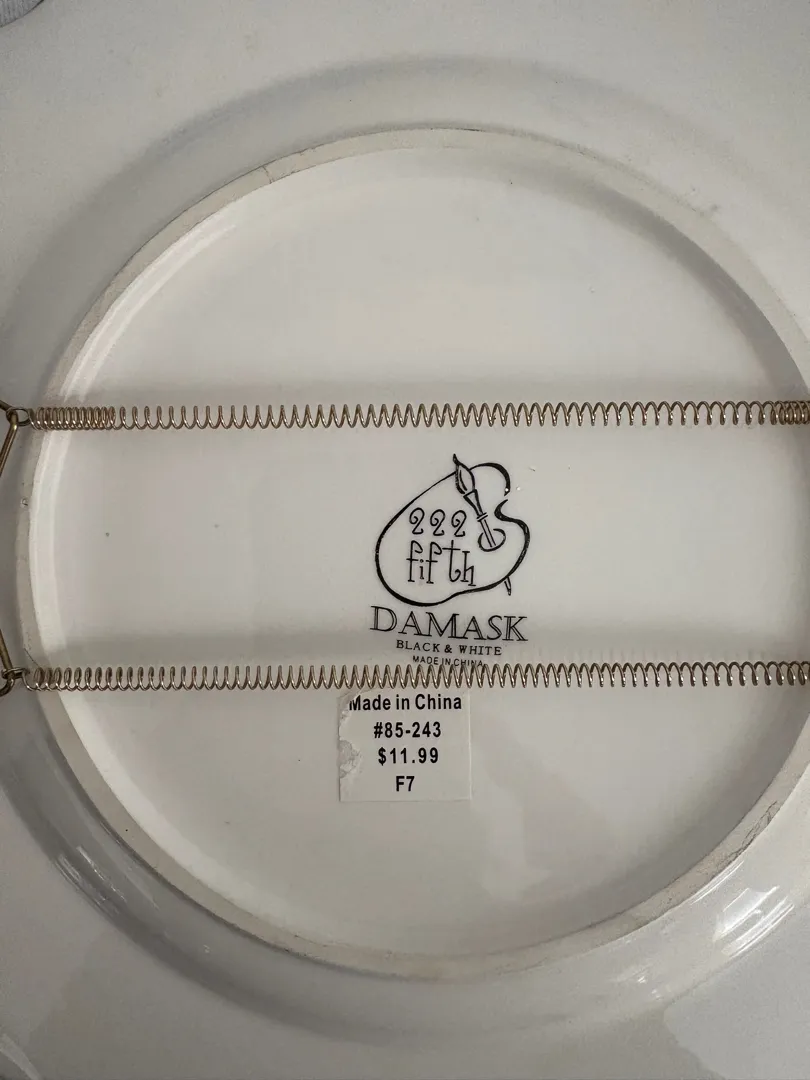 222
fifth
DAMASK
BLACK & WHITE
MADE IN CHINA
Made in China
#85-243
$11.99
F7